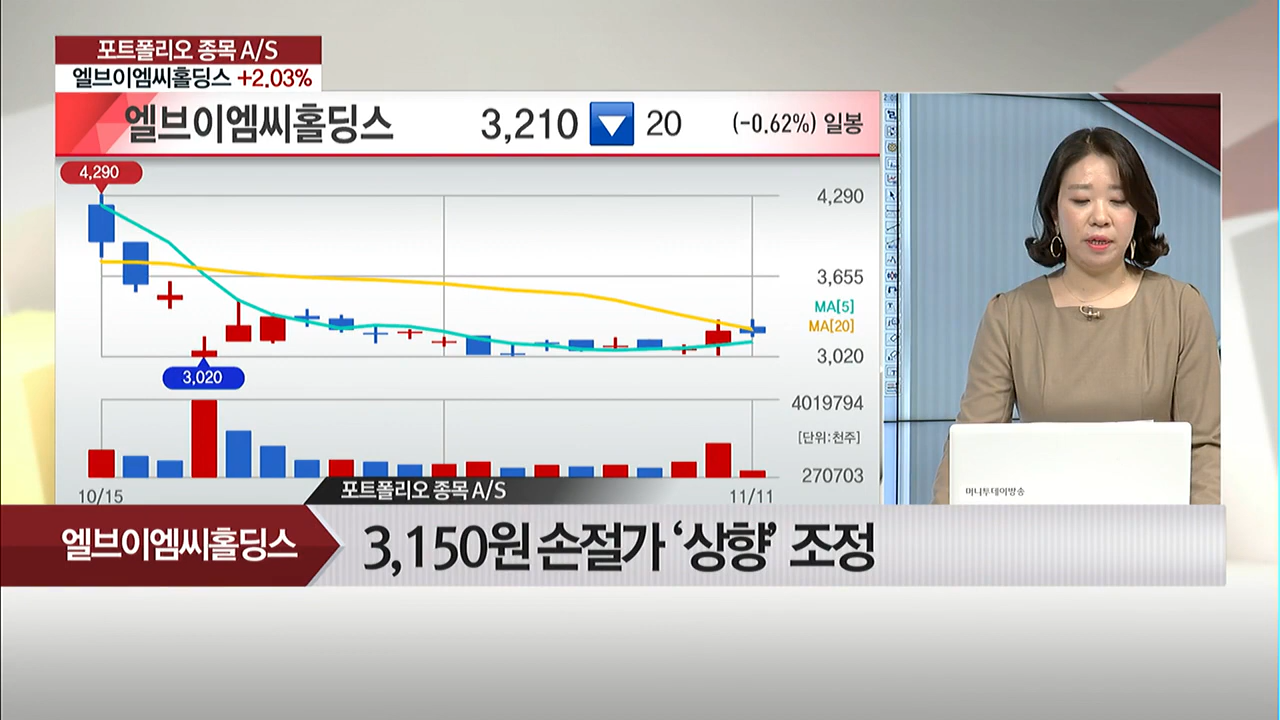 포트폴리오 종목 A/S
엘브이엠씨홀딩스 +2.03%
엘브이엠씨홀딩스 3,210 ▼ 20 (-0.62%) 일봉
4,290
4,290
3,655
MA[5]
MA[20]
3,020
3,020
4019794
[단위:천주]
270703
10/15
11/11
머니투데이방송
포트폴리오 종목 A/S
엘브이엠씨홀딩스
3,150원 손절가 ‘상향’ 조정